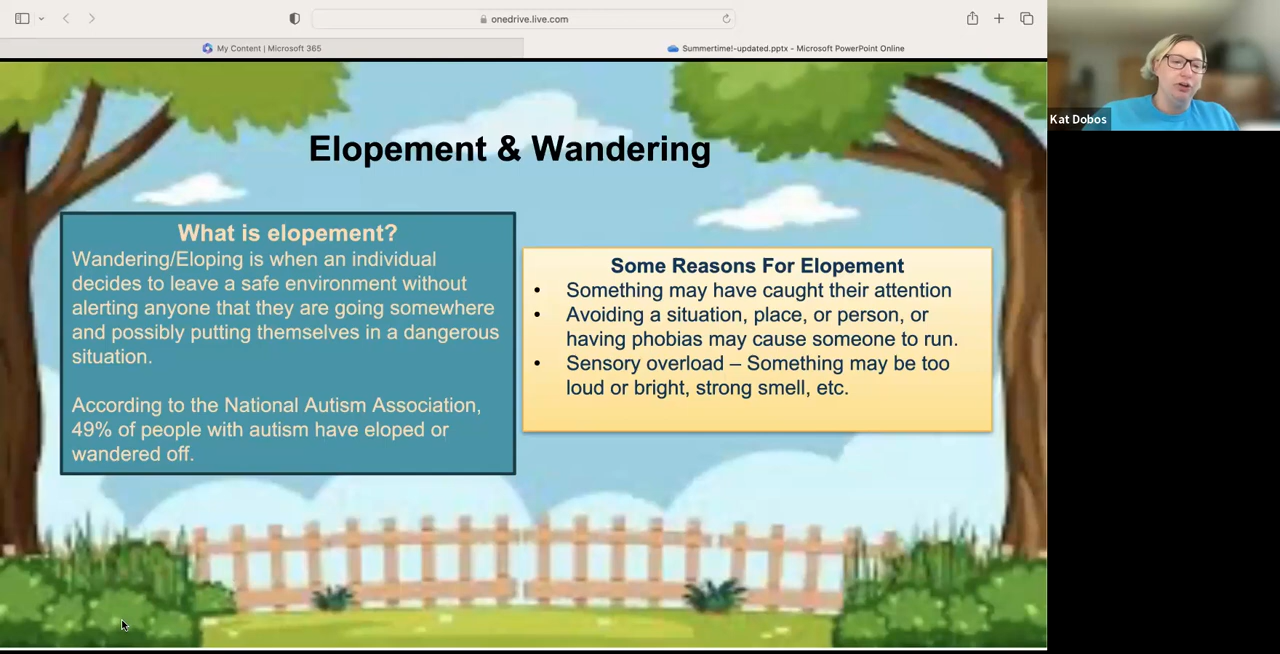 onedrive.live.com
My Content | Microsoft 365
Summertime!-updated.pptx - Microsoft PowerPoint Online
Kat Dobos
Elopement & Wandering
What is elopement?
Wandering/Eloping is when an individual
decides to leave a safe environment without
alerting anyone that they are going somewhere
and possibly putting themselves in a dangerous
situation.
According to the National Autism Association,
49% of people with autism have eloped or
wandered off.
Some Reasons For Elopement
• Something may have caught their attention
• Avoiding a situation, place, or person, or
having phobias may cause someone to run.
• Sensory overload – Something may be too
loud or bright, strong smell, etc.